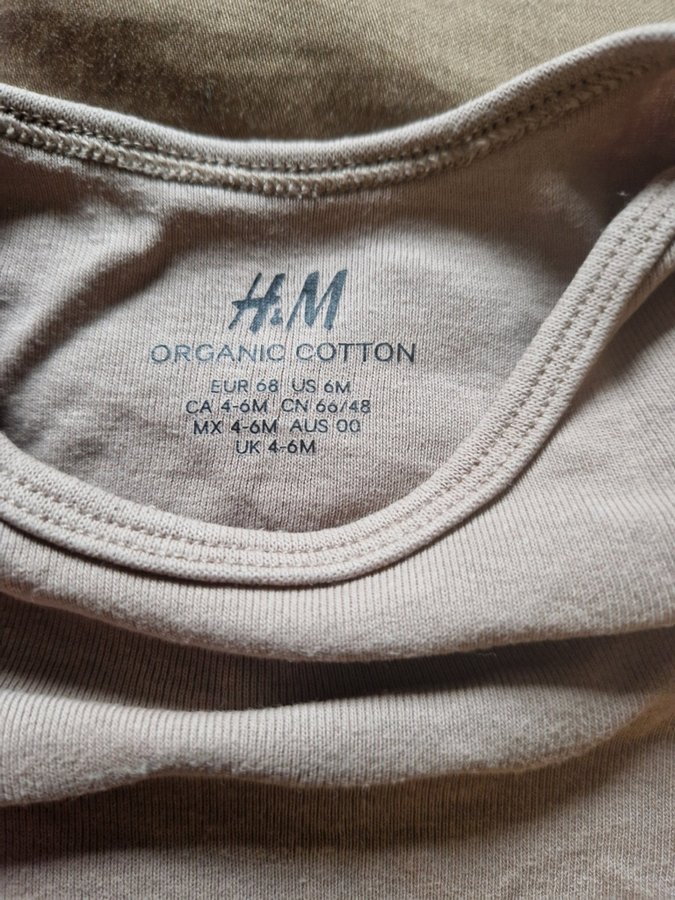 H&M
ORGANIC COTTON
EUR 68 US 6M
CA 4-6M CN 66/48
MX 4-6M AUS 00
UK 4-6M